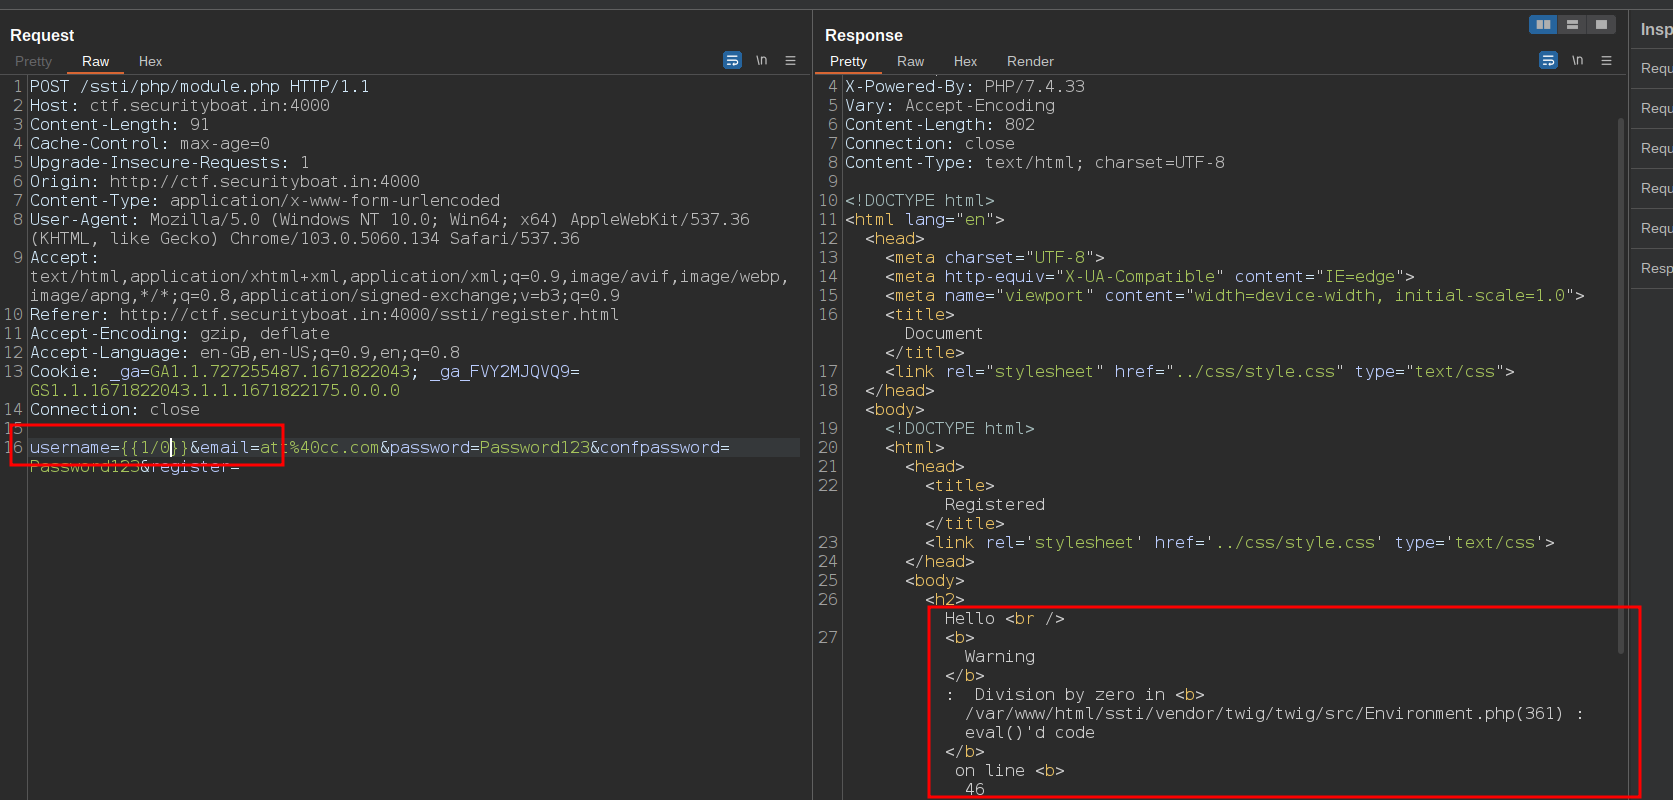 Request
Pretty Raw Hex
\n
1 POST /ssti/php/module.php HTTP/1.1
2 Host: ctf.securityboat.in:4000
3 Content-Length: 91
4 Cache-Control: max-age=0
5 Upgrade-Insecure-Requests: 1
6 Origin: http://ctf.securityboat.in:4000
7 Content-Type: application/x-www-form-urlencoded
8 User-Agent: Mozilla/5.0 (Windows NT 10.0; Win64; x64) AppleWebKit/537.36
(KHTML, like Gecko) Chrome/103.0.5060.134 Safari/537.36
9 Accept:
text/html,application/xhtml+xml,application/xml;q=0.9,image/avif,image/webp,
image/apng,*/*;q=0.8,application/signed-exchange;v=b3;q=0.9
10 Referer: http://ctf.securityboat.in:4000/ssti/register.html
11 Accept-Encoding: gzip, deflate
12 Accept-Language: en-GB,en-US;q=0.9,en;q=0.8
13 Cookie: _ga=GA1.1.727255487.1671822043; _ga_FVY2MJQVQ9=
GS1.1.1671822043.1.1.1671822175.0.0.0
14 Connection: close
15
16 username={{1/0}}&email=att%40cc.com&password=Password123&confpassword=
Password123&register=
Response
Pretty Raw Hex Render
\n
4 X-Powered-By: PHP/7.4.33
5 Vary: Accept-Encoding
6 Content-Length: 802
7 Connection: close
8 Content-Type: text/html; charset=UTF-8
9
10 <!DOCTYPE html>
11 <html lang="en">
12 <head>
13 <meta charset="UTF-8">
14 <meta http-equiv="X-UA-Compatible" content="IE=edge">
15 <meta name="viewport" content="width=device-width, initial-scale=1.0">
16 <title>
Document
</title>
17 <link rel="stylesheet" href="../css/style.css" type="text/css">
18 </head>
<body>
19 <!DOCTYPE html>
20 <html>
21 <head>
22 <title>
Registered
</title>
23 <link rel='stylesheet' href='../css/style.css' type='text/css'>
24 </head>
25 <body>
26 <h2>
Hello <br />
27 <b>
Warning
</b>
:  Division by zero in <b>
/var/www/html/ssti/vendor/twig/twig/src/Environment.php(361) :
eval()'d code
</b>
on line <b>
46
Insp
Requ
Requ
Requ
Requ
Requ
Resp